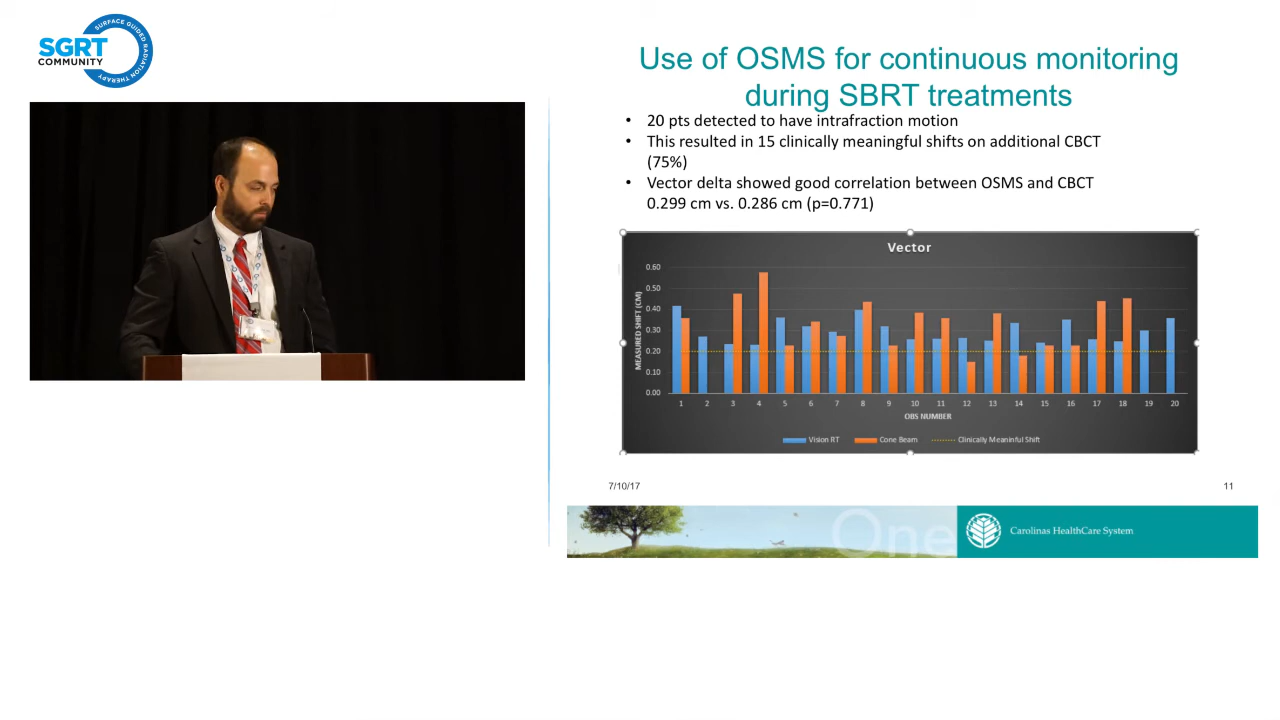 SURFACE GUIDED RADIATION THERAPY
SGRT
COMMUNITY
Use of OSMS for continuous monitoring
during SBRT treatments
• 20 pts detected to have intrafraction motion
• This resulted in 15 clinically meaningful shifts on additional CBCT
(75%)
• Vector delta showed good correlation between OSMS and CBCT
0.299 cm vs. 0.286 cm (p=0.771)
Vector
MEASURED SHIFT (CM)
0.60
0.50
0.40
0.30
0.20
0.10
0.00
1 2 3 4 5 6 7 8 9 10 11 12 13 14 15 16 17 18 19 20
OBS NUMBER
Vision RT Cone Beam Clinically Meaninful Shift
7/10/17 11
One
Carolinas HealthCare System